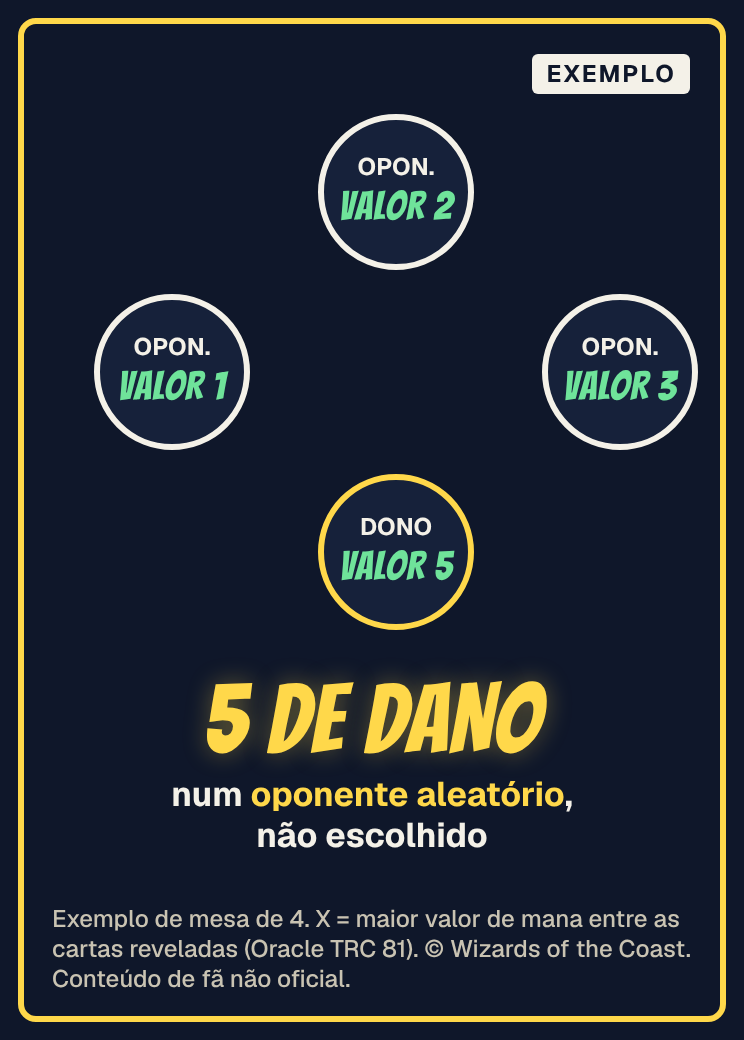 EXEMPLO
OPON.
VALOR 2
OPON.
VALOR 1
OPON.
VALOR 3
DONO
VALOR 5
5 DE DANO
num oponente aleatório,
não escolhido
Exemplo de mesa de 4. X = maior valor de mana entre as
cartas reveladas (Oracle TRC 81). © Wizards of the Coast.
Conteúdo de fã não oficial.